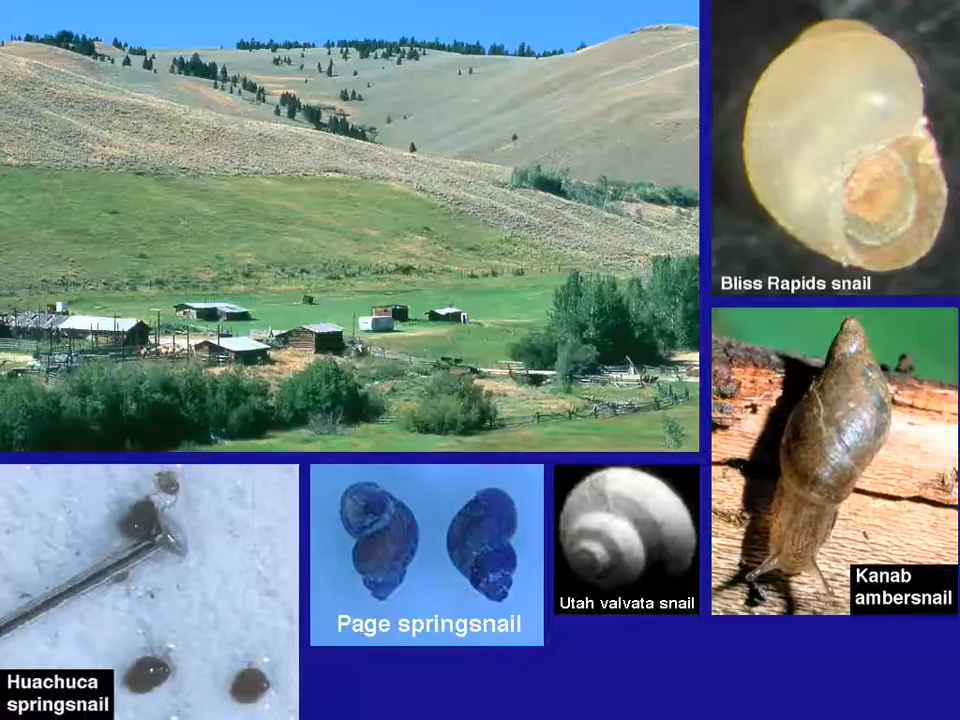 Bliss Rapids snail
Kanab
ambersnail
Utah valvata snail
Page springsnail
Huachuca
springsnail